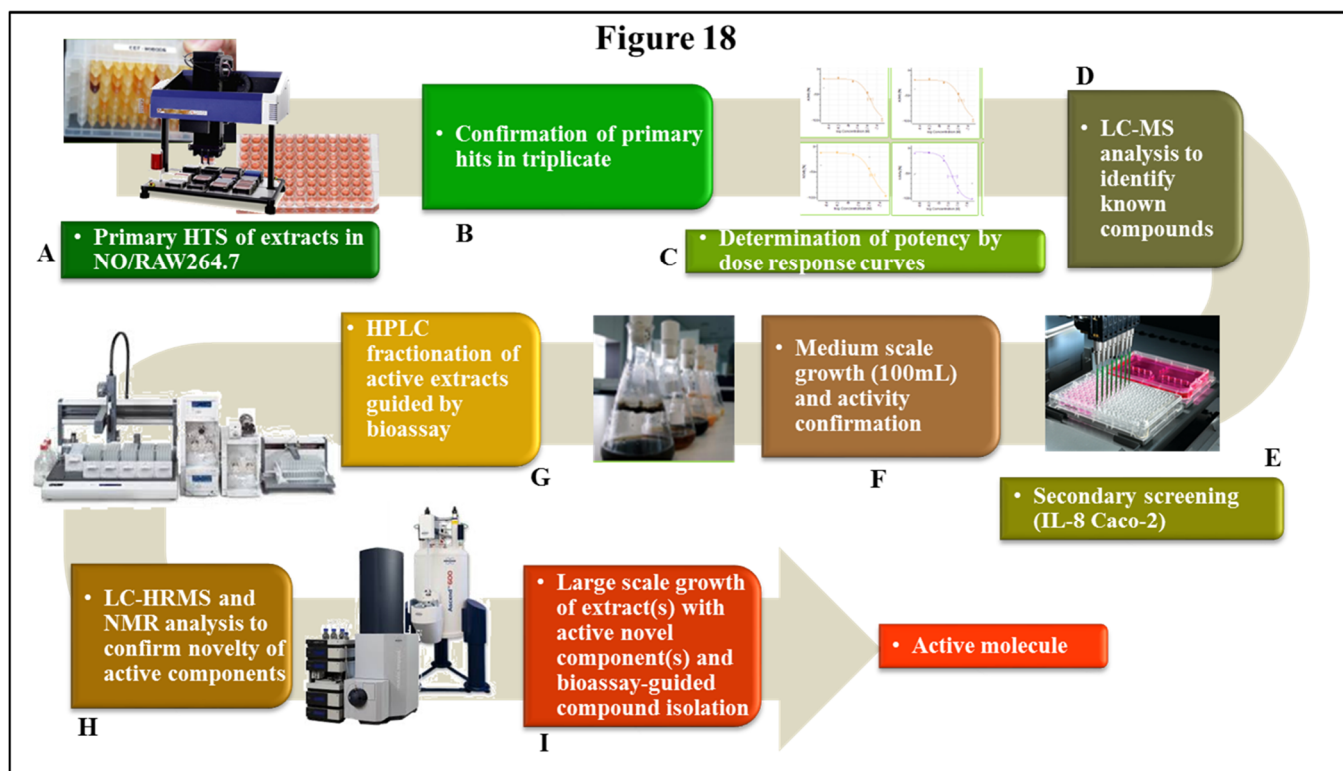 Figure 18
• Primary HTS of extracts in
NO/RAW264.7
A
• Confirmation of primary
hits in triplicate
B
• Determination of potency by
dose response curves
C
D
• LC-MS
analysis to
identify
known
compounds
E
• Secondary screening
(IL-8 Caco-2)
• Medium scale
growth (100mL)
and activity
confirmation
F
• HPLC
fractionation of
active extracts
guided by
bioassay
G
• LC-HRMS and
NMR analysis to
confirm novelty of
active components
H
Ascend 600
• Large scale growth
of extract(s) with
active novel
component(s) and
bioassay-guided
compound isolation
I
• Active molecule